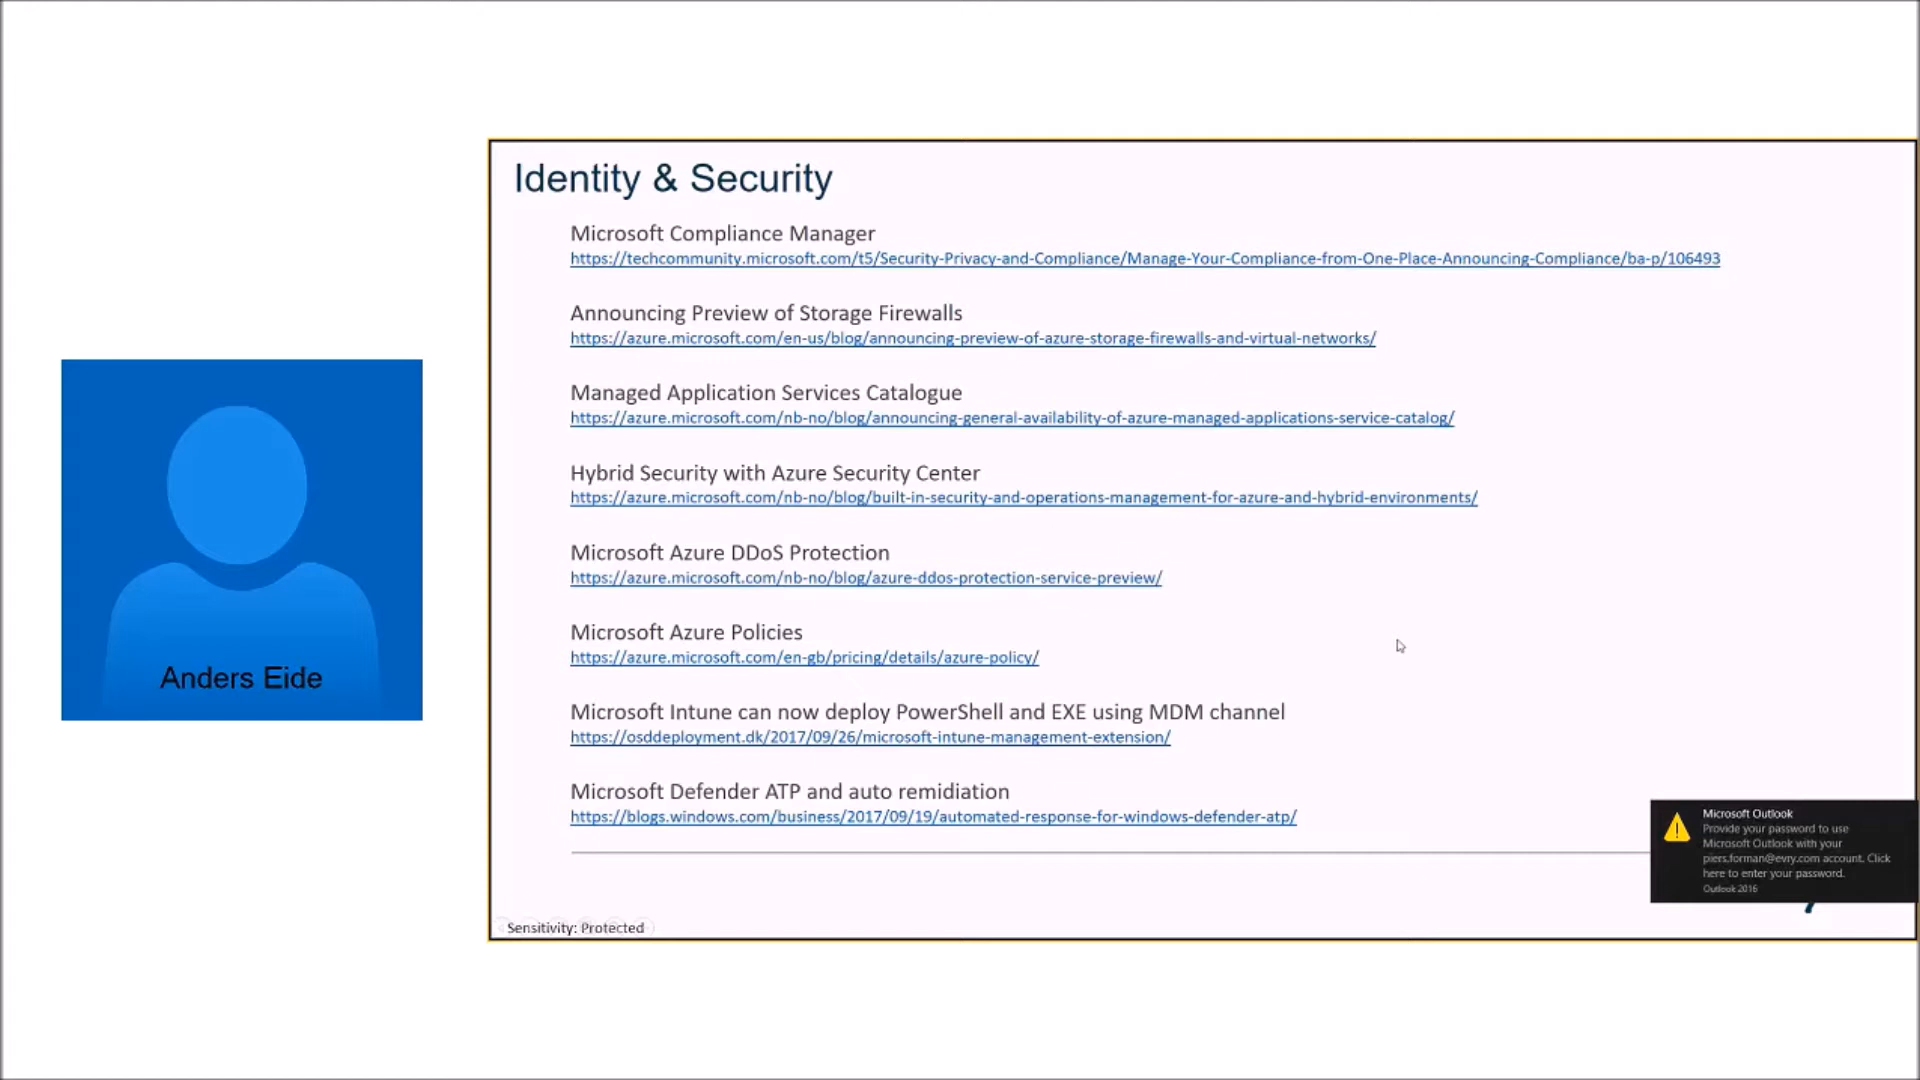 Identity & Security
Microsoft Compliance Manager
https://techcommunity.microsoft.com/t5/Security-Privacy-and-Compliance/Manage-Your-Compliance-from-One-Place-Announcing-Compliance/ba-p/106493
Announcing Preview of Storage Firewalls
https://azure.microsoft.com/en-us/blog/announcing-preview-of-azure-storage-firewalls-and-virtual-networks/
Managed Application Services Catalogue
https://azure.microsoft.com/nb-no/blog/announcing-general-availability-of-azure-managed-applications-service-catalog/
Hybrid Security with Azure Security Center
https://azure.microsoft.com/nb-no/blog/built-in-security-and-operations-management-for-azure-and-hybrid-environments/
Microsoft Azure DDoS Protection
https://azure.microsoft.com/nb-no/blog/azure-ddos-protection-service-preview/
Microsoft Azure Policies
https://azure.microsoft.com/en-gb/pricing/details/azure-policy/
Microsoft Intune can now deploy PowerShell and EXE using MDM channel
https://osddeployment.dk/2017/09/26/microsoft-intune-management-extension/
Microsoft Defender ATP and auto remidiation
https://blogs.windows.com/business/2017/09/19/automated-response-for-windows-defender-atp/
Sensitivity: Protected
Anders Eide
Microsoft Outlook
Provide your password to use
Microsoft Outlook with your
piers.forman@evry.com account. Click
here to enter your password.
Outlook 2016